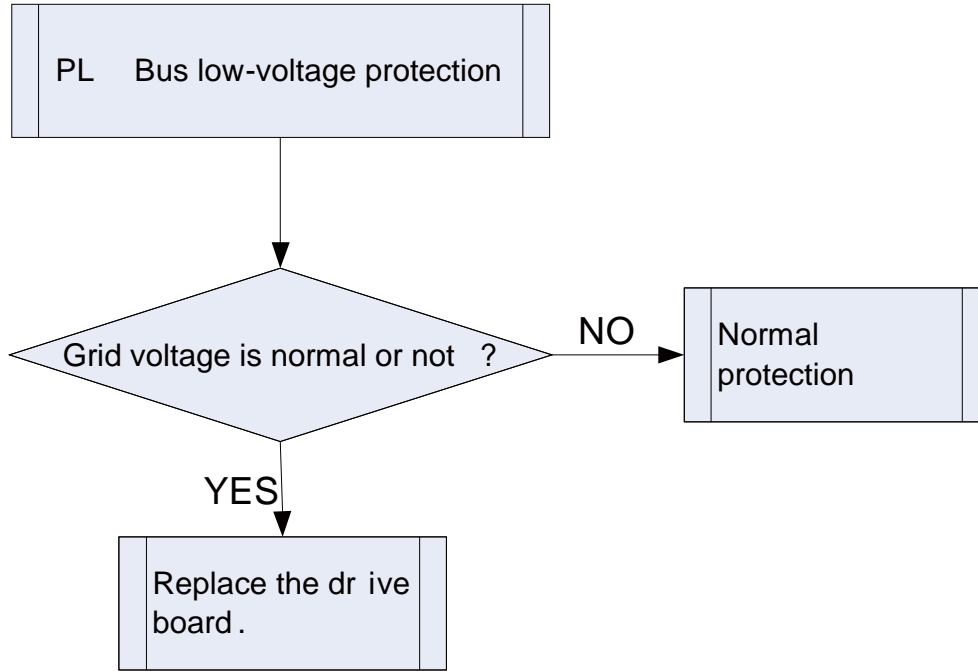 PL Bus low-voltage protection
Grid voltage is normal or not ?
NO
Normal
protection
YES
Replace the dr ive
board .